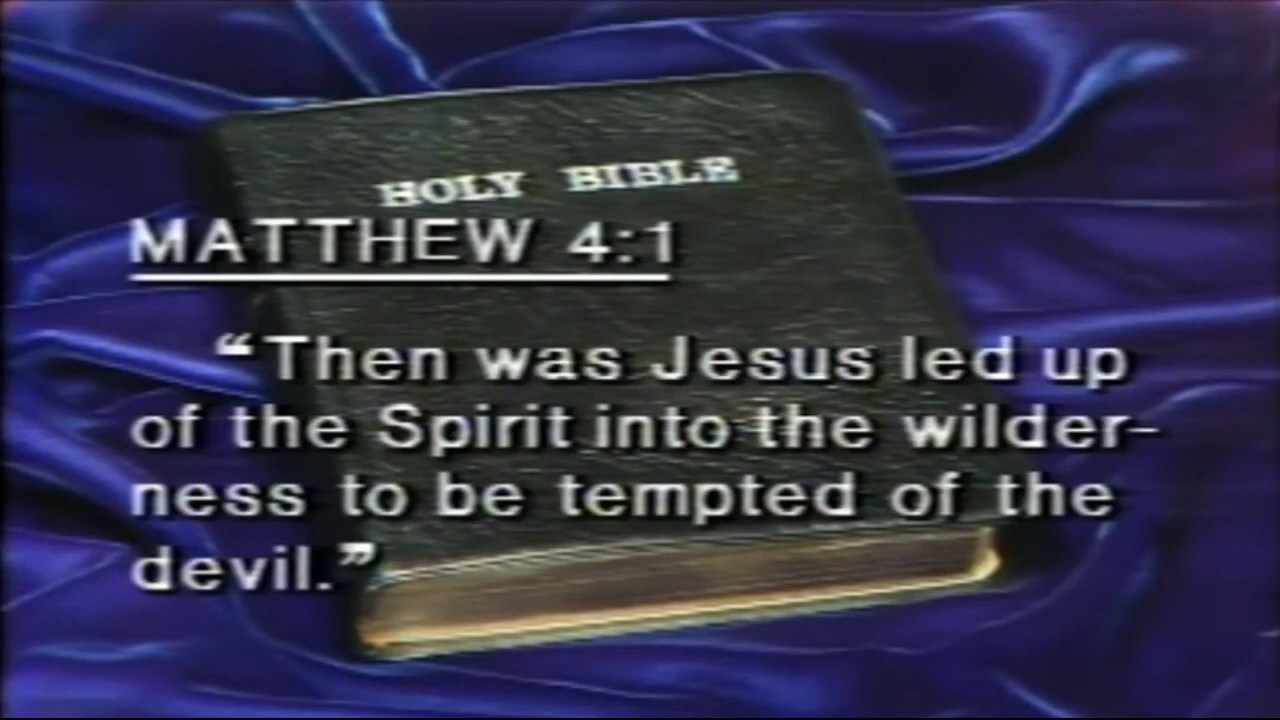 HOLY BIBLE
MATTHEW 4:1
“Then was Jesus led up
of the Spirit into the wilder-
ness to be tempted of the
devil.”